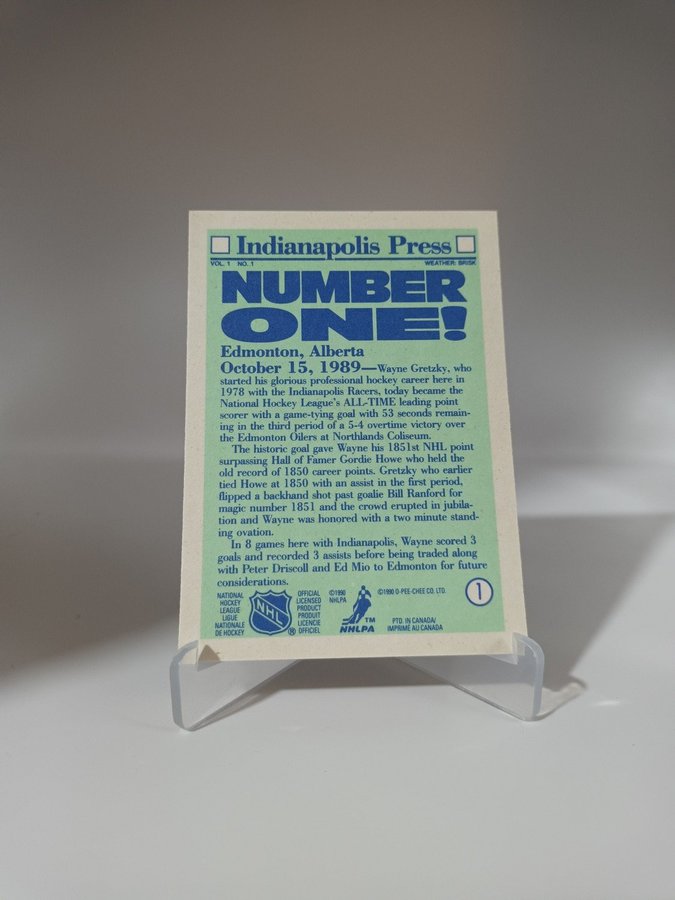 Indianapolis Press
VOL. 1 NO. 1 WEATHER: BRISK
NUMBER
ONE!
Edmonton, Alberta
October 15, 1989—Wayne Gretzky, who
started his glorious professional hockey career here in
1978 with the Indianapolis Racers, today became the
National Hockey League's ALL-TIME leading point
scorer with a game-tying goal with 53 seconds remain-
ing in the third period of a 5-4 overtime victory over
the Edmonton Oilers at Northlands Coliseum.
The historic goal gave Wayne his 1851st NHL point
surpassing Hall of Famer Gordie Howe who held the
old record of 1850 career points. Gretzky who earlier
tied Howe at 1850 with an assist in the first period,
flipped a backhand shot past goalie Bill Ranford for
magic number 1851 and the crowd erupted in jubila-
tion and Wayne was honored with a two minute stand-
ing ovation.
In 8 games here with Indianapolis, Wayne scored 3
goals and recorded 3 assists before being traded along
with Peter Driscoll and Ed Mio to Edmonton for future
considerations.
1
NATIONAL
HOCKEY
LEAGUE
LIGUE
NATIONALE
DE HOCKEY
NHL
®
OFFICIAL
LICENSED
PRODUCT
PRODUIT
LICENCIE
OFFICIEL
©1990
NHLPA
TM
NHLPA
©1990 O-PEE-CHEE CO. LTD.
PTD. IN CANADA/
IMPRIME AU CANADA